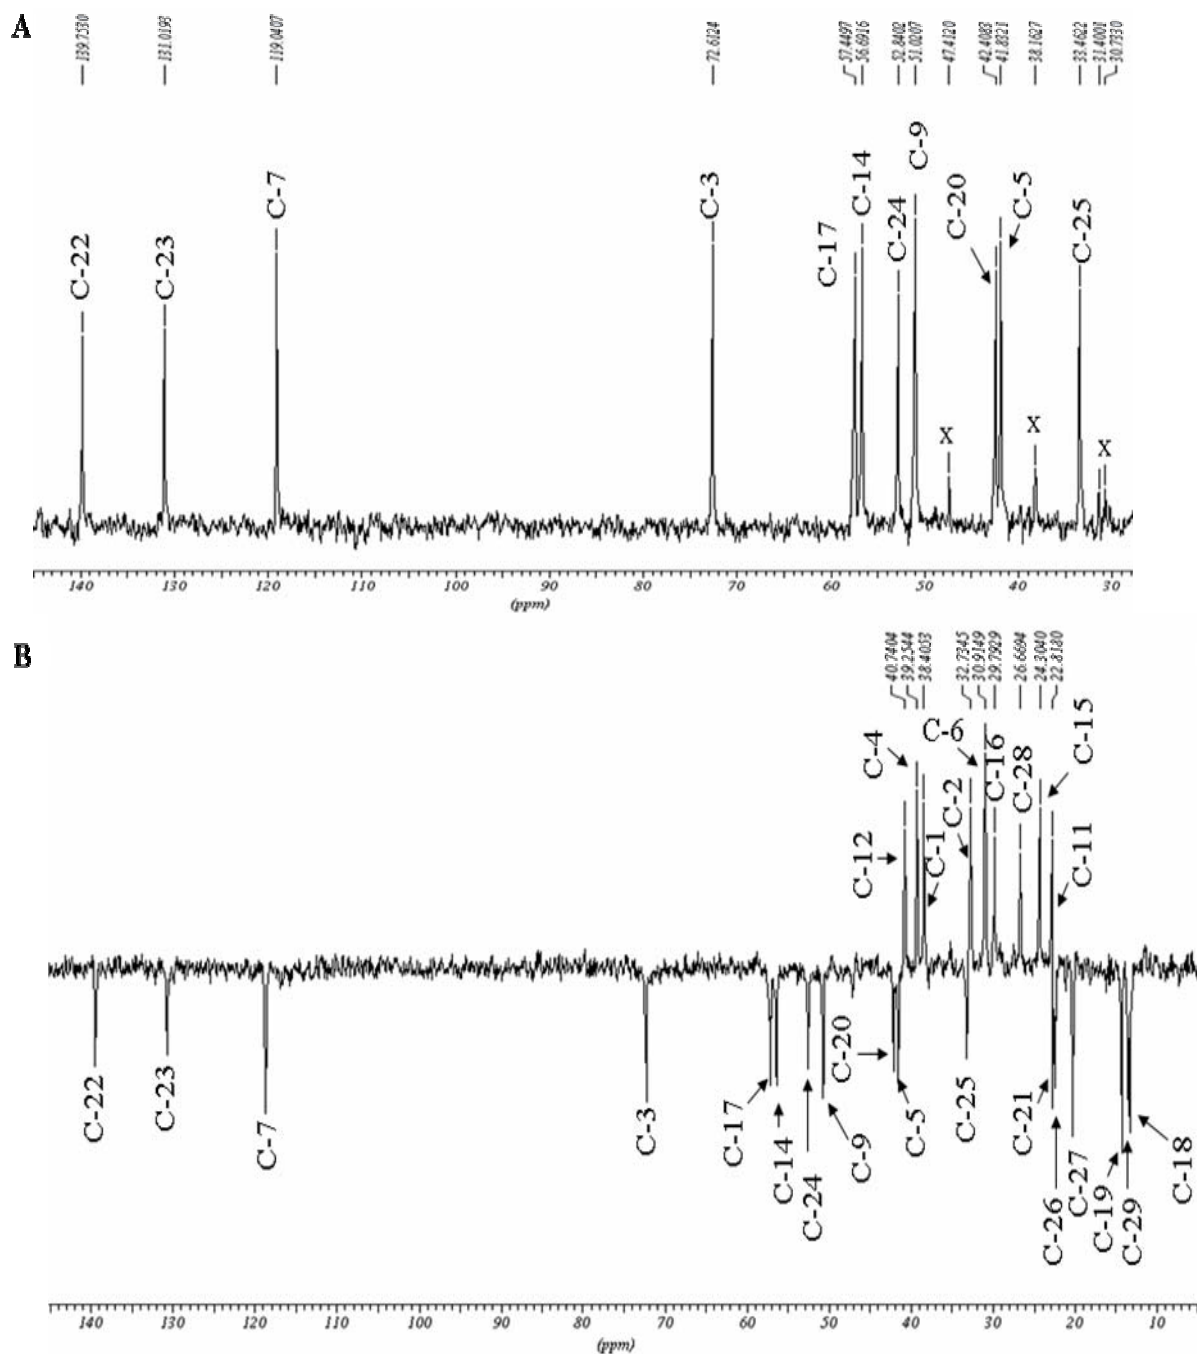 A
139.7530
131.0193
119.0407
72.6124
57.4497
56.6916
52.8402
51.0207
47.4120
42.4083
41.8321
38.1627
33.4622
31.4001
30.7330
C-22
C-23
C-7
C-3
C-17
C-14
C-24
C-9
C-20
C-5
C-25
X
X
X
140 130 120 110 100 90 80 70 60 50 40 30
(ppm)
B
40.7404
39.2544
38.4053
32.7345
30.9149
29.7929
26.6694
24.3040
22.8180
C-12
C-4
C-1
C-2
C-6
C-16
C-28
C-15
C-11
C-22
C-23
C-7
C-3
C-17
C-14
C-24
C-9
C-20
C-5
C-25
C-21
C-26
C-27
C-19
C-29
C-18
140 130 120 110 100 90 80 70 60 50 40 30 20 10
(ppm)